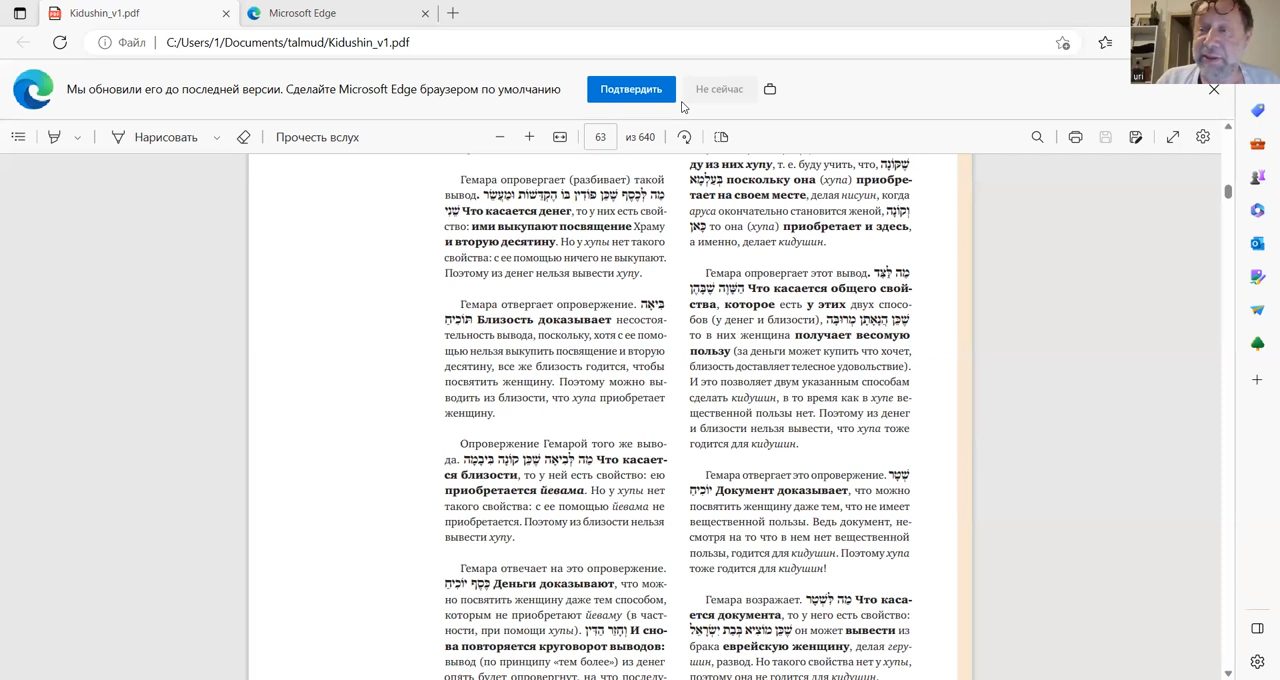 Kidushin_v1.pdf
Microsoft Edge
Файл
C:/Users/1/Documents/talmud/Kidushin_v1.pdf
uri
Мы обновили его до последней версии. Сделайте Microsoft Edge браузером по умолчанию
Подтвердить
Не сейчас
Нарисовать
Прочесть вслух
63
из 640
Гемара опровергает (разбивает) такой
вывод. מַה לְּכֶסֶף שֶׁכֵּן פּוֹדִין בּוֹ הֶקְדֵּשׁוֹת וּמַעֲשֵׂר
שֵׁנִי Что касается денег, то у них есть свой-
ство: ими выкупают посвящение Храму
и вторую десятину. Но у хупы нет такого
свойства: с ее помощью ничего не выкупают.
Поэтому из денег нельзя вывести хупу.
Гемара отвергает опровержение. בִּיאָה
תּוֹכִיחַ Близость доказывает несостоя-
тельность вывода, поскольку, хотя с ее помо-
щью нельзя выкупить посвящение и вторую
десятину, все же близость годится, чтобы
посвятить женщину. Поэтому можно вы-
водить из близости, что хупа приобретает
женщину.
Опровержение Гемарой того же выво-
да. מַה לְּבִיאָה שֶׁכֵּן קוֹנָה בִּיבָמָה Что касает-
ся близости, то у ней есть свойство: ею
приобретается йевама. Но у хупы нет
такого свойства: с ее помощью йевама не
приобретается. Поэтому из близости нельзя
вывести хупу.
Гемара отвечает на это опровержение.
כֶּסֶף יוֹכִיחַ Деньги доказывают, что мож-
но посвятить женщину даже тем способом,
которым не приобретают йеваму (в част-
ности, при помощи хупы). וְחָזַר הַדִּין И сно-
ва повторяется круговорот выводов:
вывод (по принципу «тем более») из денег
опять будет опровергнут, на что последу-
ду из них хупу, т. е. буду учить, что, שֶׁקּוֹנָה
בְּעָלְמָא поскольку она (хупа) приобре-
тает на своем месте, делая нисуин, когда
аруса окончательно становится женой, וְקוֹנָה
כָּאן то она (хупа) приобретает и здесь,
а именно, делает кидушин.
Гемара опровергает этот вывод. מַה לַּצַּד
הַשָּׁוֶה שֶׁבָּהֶן Что касается общего свой-
ства, которое есть у этих двух спосо-
бов (у денег и близости), שֶׁכֵּן הֲנָאָתָן מְרוּבָּה
то в них женщина получает весомую
пользу (за деньги может купить что хочет,
близость доставляет телесное удовольствие).
И это позволяет двум указанным способам
сделать кидушин, в то время как в хупе ве-
щественной пользы нет. Поэтому из денег
и близости нельзя вывести, что хупа тоже
годится для кидушин.
Гемара отвергает это опровержение. שְׁטָר
יוֹכִיחַ Документ доказывает, что можно
посвятить женщину даже тем, что не имеет
вещественной пользы. Ведь документ, не-
смотря на то что в нем нет вещественной
пользы, годится для кидушин. Поэтому хупа
тоже годится для кидушин!
Гемара возражает. מַה לִּשְׁטָר Что каса-
ется документа, то у него есть свойство:
שֶׁכֵּן מוֹצִיא בְּבַת יִשְׂרָאֵל он может вывести из
брака еврейскую женщину, делая геру-
шин, развод. Но такого свойства нет у хупы,
поэтому она не годится для кидушин.